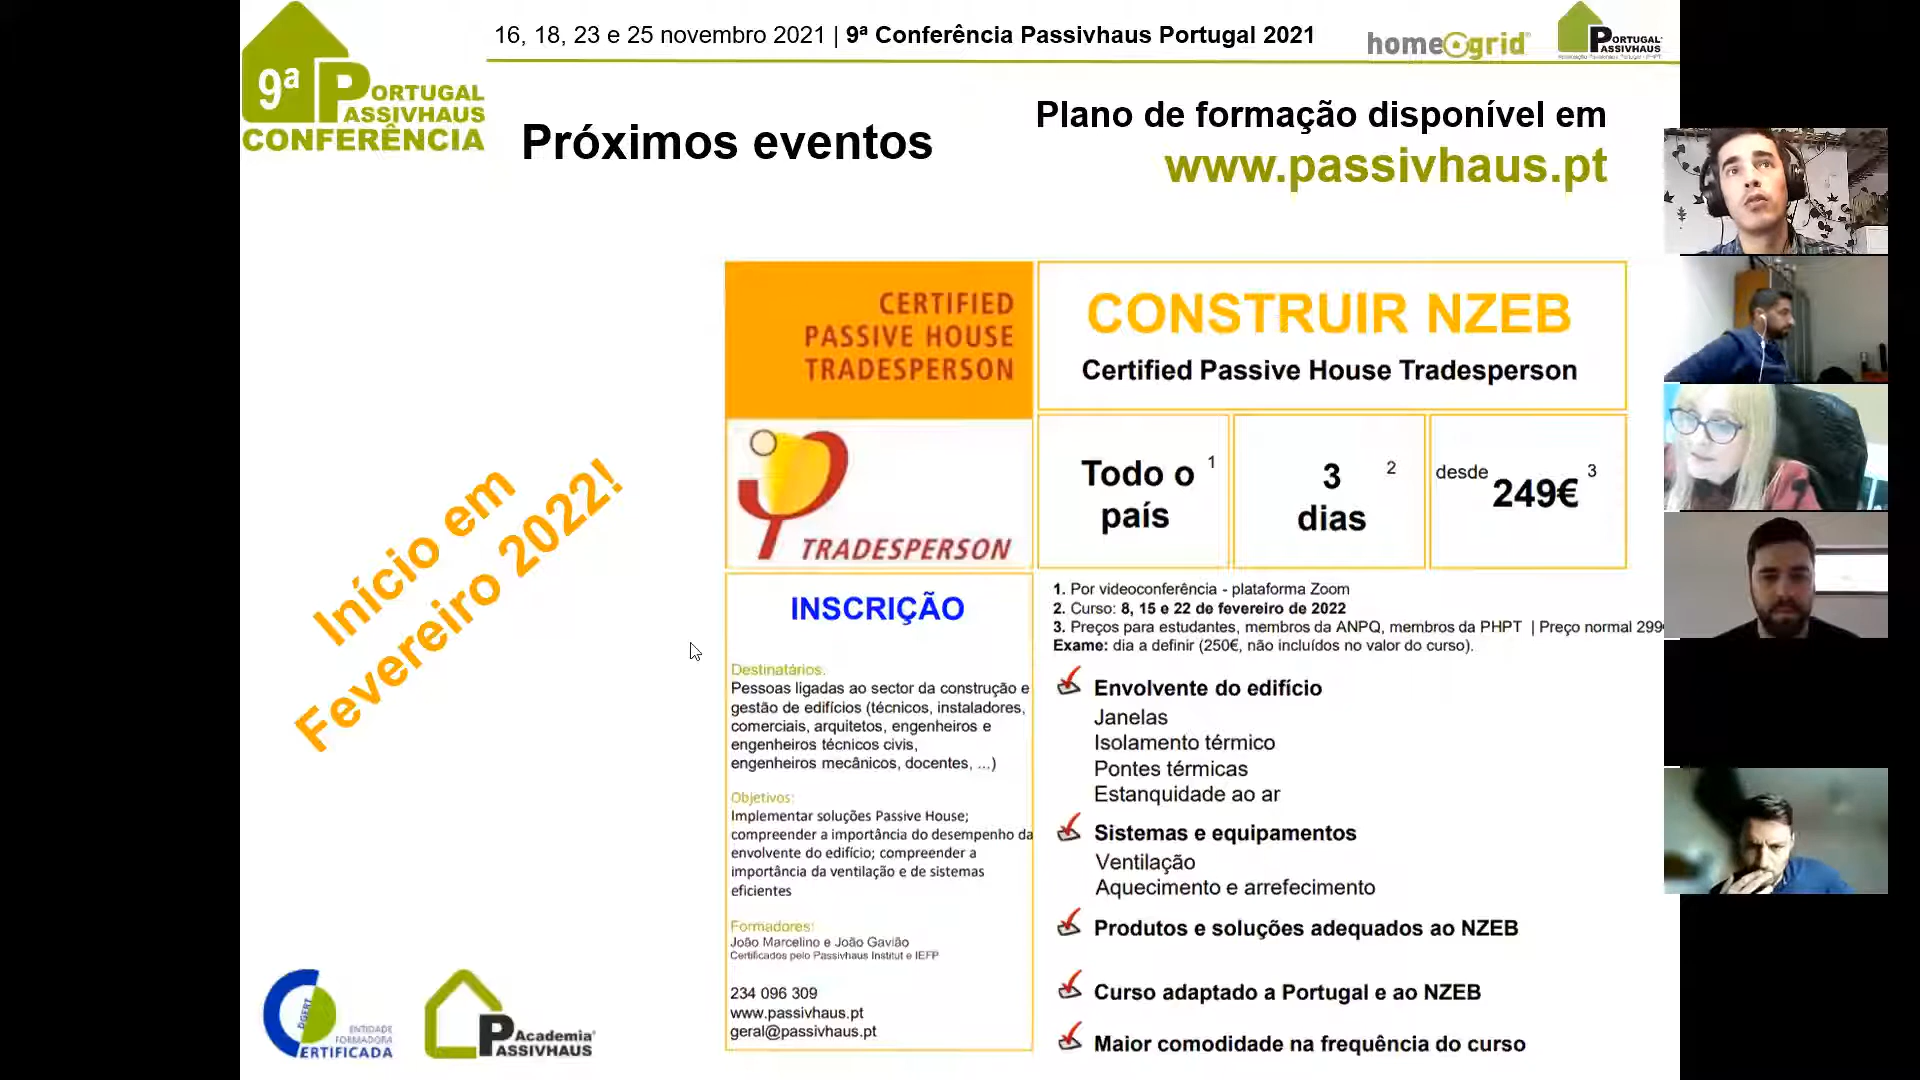 9ª PORTUGAL
PASSIVHAUS
CONFERÊNCIA
16, 18, 23 e 25 novembro 2021 | 9ª Conferência Passivhaus Portugal 2021
homegrid
PORTUGAL
PASSIVHAUS
Próximos eventos
Plano de formação disponível em
www.passivhaus.pt
Início em
Fevereiro 2022!
CERTIFIED
PASSIVE HOUSE
TRADESPERSON
CONSTRUIR NZEB
Certified Passive House Tradesperson
TRADESPERSON
Todo o 1
país
3 2
dias
desde 249€ 3
INSCRIÇÃO
Destinatários:
Pessoas ligadas ao sector da construção e
gestão de edifícios (técnicos, instaladores,
comerciais, arquitetos, engenheiros e
engenheiros técnicos civis,
engenheiros mecânicos, docentes, ...)
Objetivos:
Implementar soluções Passive House;
compreender a importância do desempenho da
envolvente do edifício; compreender a
importância da ventilação e de sistemas
eficientes
Formadores:
João Marcelino e João Gavião
Certificados pelo Passivhaus Institut e IEFP
234 096 309
www.passivhaus.pt
geral@passivhaus.pt
1. Por videoconferência - plataforma Zoom
2. Curso: 8, 15 e 22 de fevereiro de 2022
3. Preços para estudantes, membros da ANPQ, membros da PHPT | Preço normal 299
Exame: dia a definir (250€, não incluídos no valor do curso).
Envolvente do edifício
Janelas
Isolamento térmico
Pontes térmicas
Estanquidade ao ar
Sistemas e equipamentos
Ventilação
Aquecimento e arrefecimento
Produtos e soluções adequados ao NZEB
Curso adaptado a Portugal e ao NZEB
Maior comodidade na frequência do curso
DGERT
ENTIDADE
FORMADORA
CERTIFICADA
Academia
PASSIVHAUS